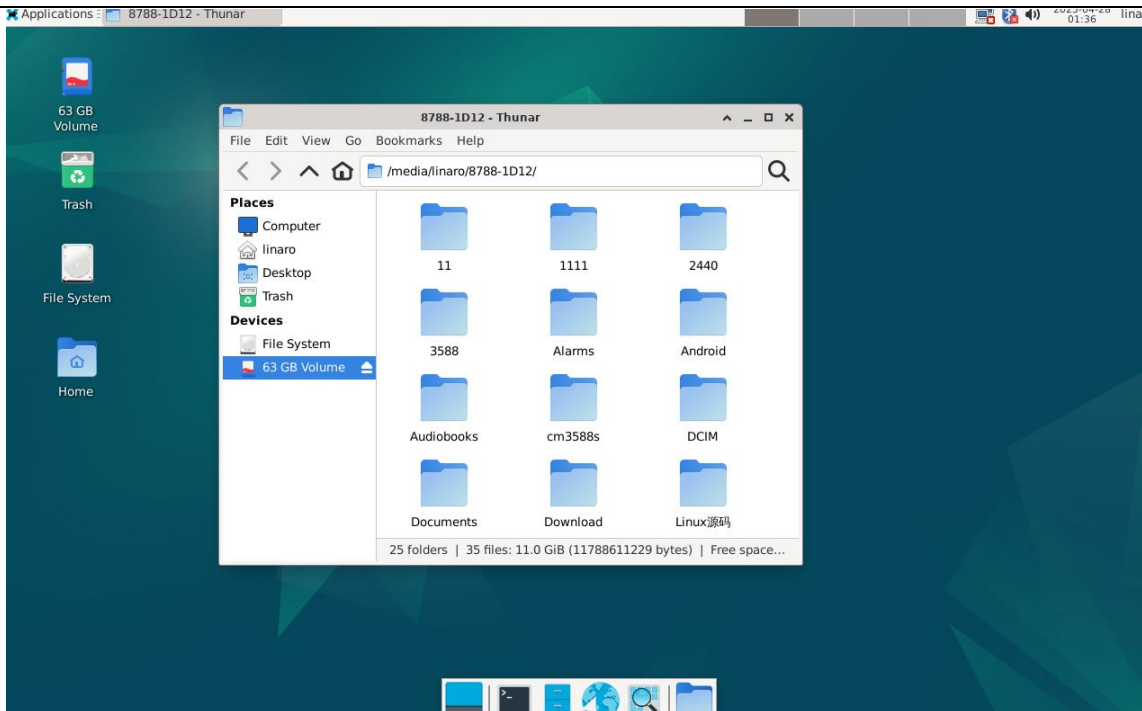 Applications
8788-1D12 - Thunar
2025-04-28
01:36
lina
63 GB
Volume
Trash
File System
Home
8788-1D12 - Thunar
File Edit View Go Bookmarks Help
/media/linaro/8788-1D12/
Places
Computer
linaro
Desktop
Trash
Devices
File System
63 GB Volume
11 1111 2440
3588 Alarms Android
Audiobooks cm3588s DCIM
Documents Download Linux源码
25 folders | 35 files: 11.0 GiB (11788611229 bytes) | Free space...